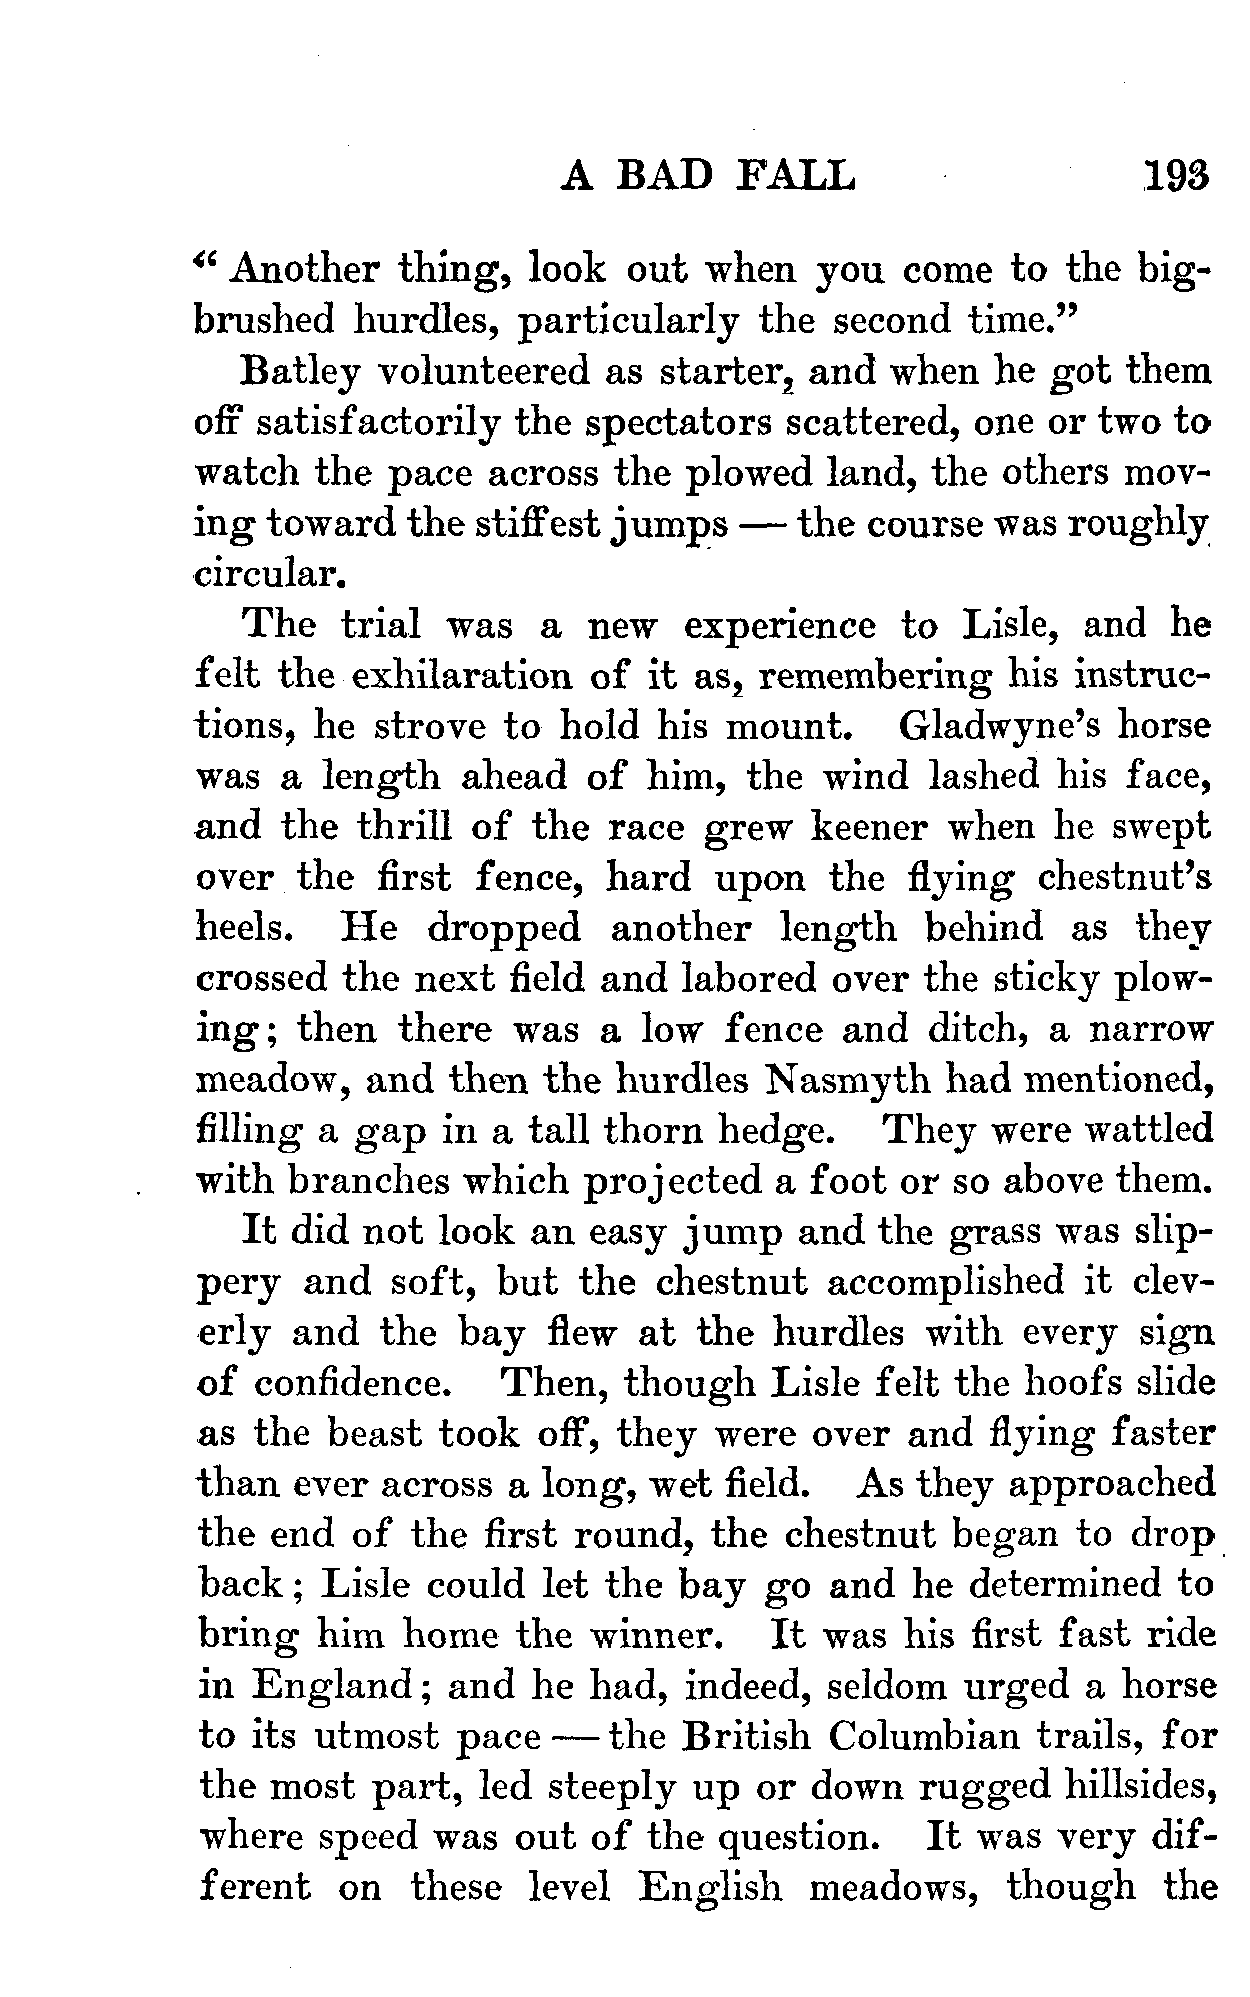 A BAD FALL 193
“ Another thing, look out when you come to the big-
brushed hurdles, particularly the second time.”
Batley volunteered as starter, and when he got them
off satisfactorily the spectators scattered, one or two to
watch the pace across the plowed land, the others mov-
ing toward the stiffest jumps — the course was roughly
circular.
The trial was a new experience to Lisle, and he
felt the exhilaration of it as, remembering his instruc-
tions, he strove to hold his mount. Gladwyne’s horse
was a length ahead of him, the wind lashed his face,
and the thrill of the race grew keener when he swept
over the first fence, hard upon the flying chestnut’s
heels. He dropped another length behind as they
crossed the next field and labored over the sticky plow-
ing; then there was a low fence and ditch, a narrow
meadow, and then the hurdles Nasmyth had mentioned,
filling a gap in a tall thorn hedge. They were wattled
with branches which projected a foot or so above them.
It did not look an easy jump and the grass was slip-
pery and soft, but the chestnut accomplished it clev-
erly and the bay flew at the hurdles with every sign
of confidence. Then, though Lisle felt the hoofs slide
as the beast took off, they were over and flying faster
than ever across a long, wet field. As they approached
the end of the first round, the chestnut began to drop
back; Lisle could let the bay go and he determined to
bring him home the winner. It was his first fast ride
in England; and he had, indeed, seldom urged a horse
to its utmost pace — the British Columbian trails, for
the most part, led steeply up or down rugged hillsides,
where speed was out of the question. It was very dif-
ferent on these level English meadows, though the